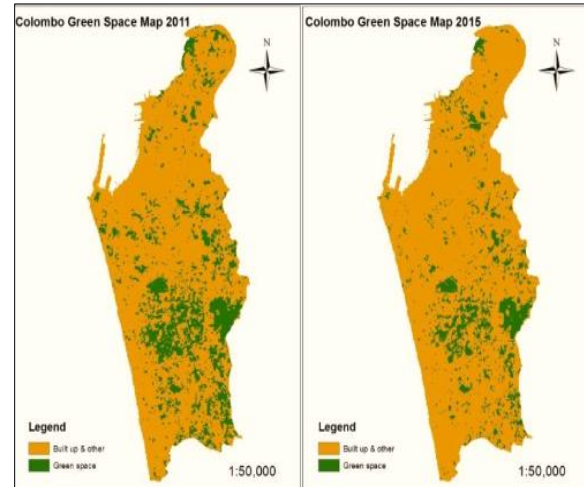 Colombo Green Space Map 2011
N
Legend
Built up & other
Green space
1:50,000
Colombo Green Space Map 2015
N
Legend
Built up & other
Green space
1:50,000